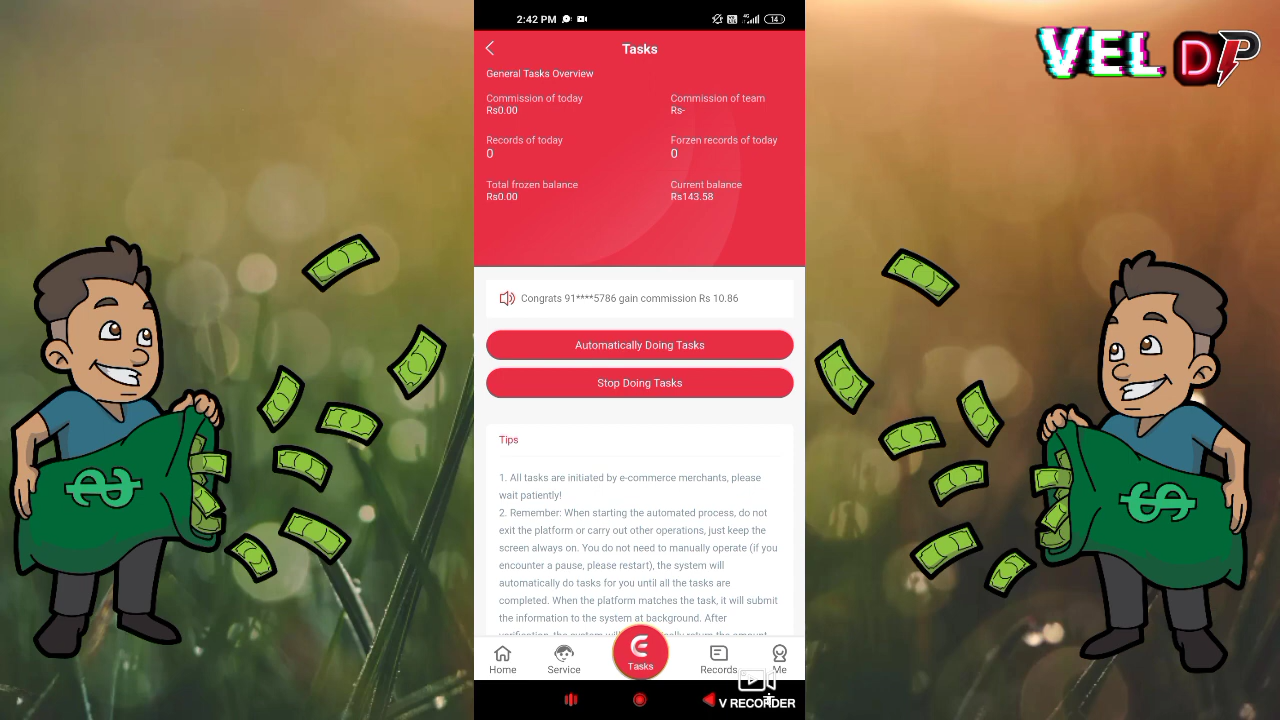 2:42 PM
4G
14
VEL DP
Tasks
General Tasks Overview
Commission of today
Commission of team
Rs0.00
Rs-
Records of today
Forzen records of today
0
0
Total frozen balance
Current balance
Rs0.00
Rs143.58
Congrats 91****5786 gain commission Rs 10.86
Automatically Doing Tasks
Stop Doing Tasks
Tips
1. All tasks are initiated by e-commerce merchants, please
wait patiently!
2. Remember: When starting the automated process, do not
exit the platform or carry out other operations, just keep the
screen always on. You do not need to manually operate (if you
encounter a pause, please restart), the system will
automatically do tasks for you until all the tasks are
completed. When the platform matches the task, it will submit
the information to the system at background. After
Home
Service
Tasks
Records
Me
V RECORDER
$
$